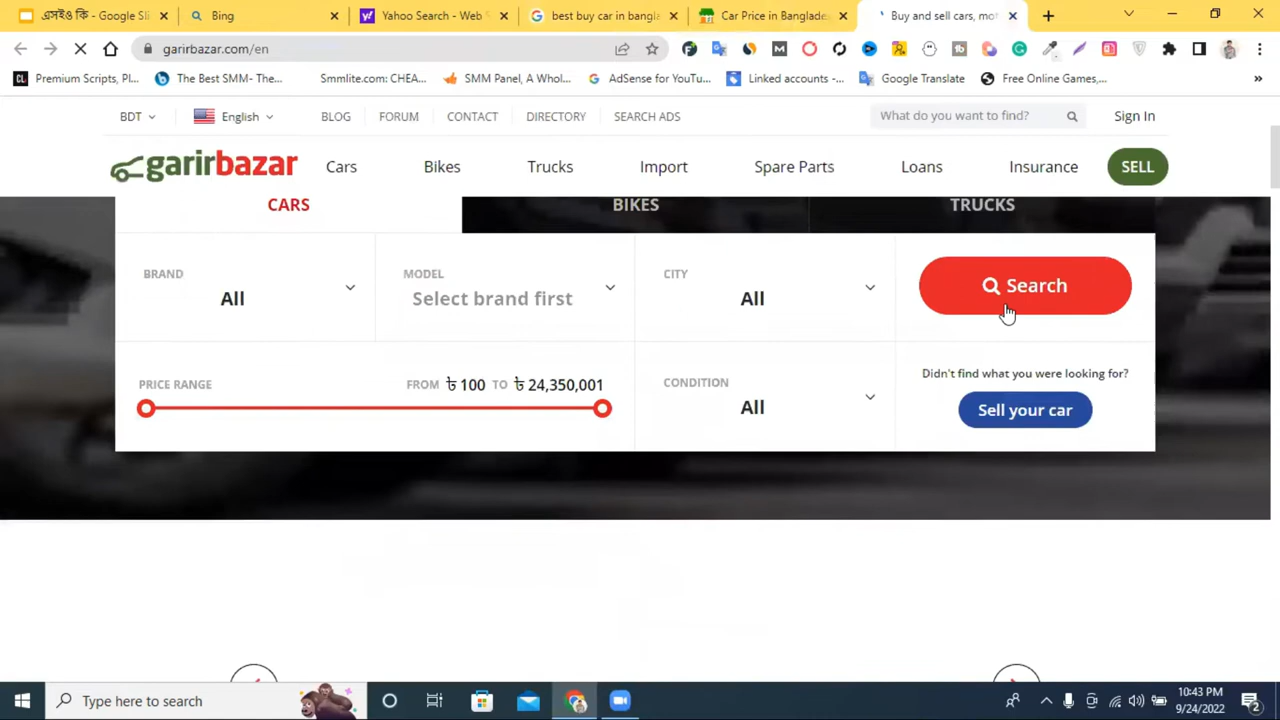 এসইও কি - Google Sli
Bing
Yahoo Search - Web
best buy car in bangla
Car Price in Banglades
Buy and sell cars, mot
garirbazar.com/en
Premium Scripts, Pl...
The Best SMM- The...
Smmlite.com: CHEA...
SMM Panel, A Whol...
AdSense for YouTu...
Linked accounts -...
Google Translate
Free Online Games,...
BDT
English
BLOG
FORUM
CONTACT
DIRECTORY
SEARCH ADS
What do you want to find?
Sign In
garirbazar
Cars
Bikes
Trucks
Import
Spare Parts
Loans
Insurance
SELL
CARS
BIKES
TRUCKS
BRAND
All
MODEL
Select brand first
CITY
All
Search
PRICE RANGE
FROM ৳ 100 TO ৳ 24,350,001
CONDITION
All
Didn't find what you were looking for?
Sell your car
Type here to search
10:43 PM
9/24/2022
2